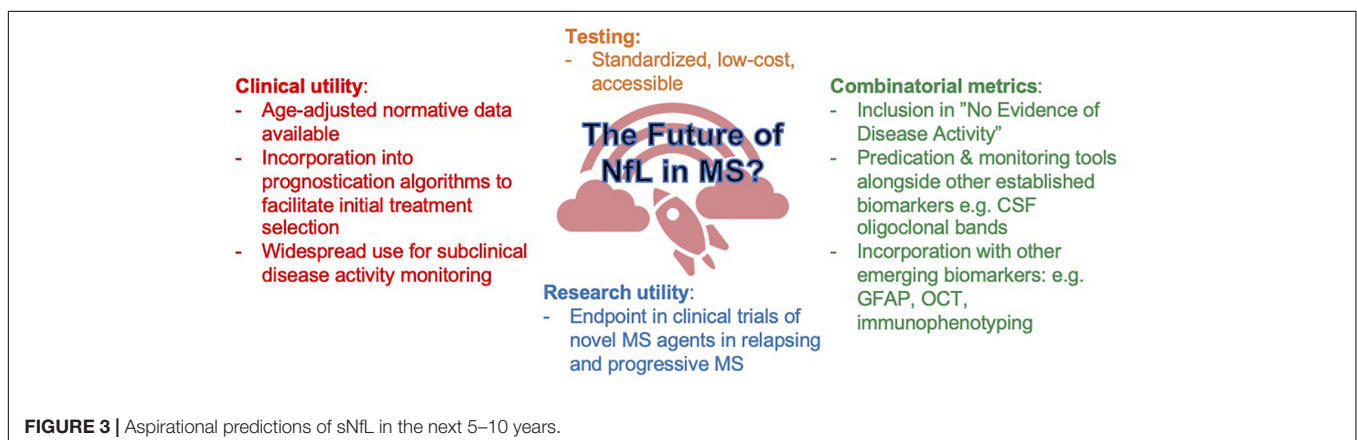 Testing:
- Standardized, low-cost,
accessible
Clinical utility:
- Age-adjusted normative data
available
- Incorporation into
prognostication algorithms to
facilitate initial treatment
selection
- Widespread use for subclinical
disease activity monitoring
The Future of
NfL in MS?
Combinatorial metrics:
- Inclusion in "No Evidence of
Disease Activity"
- Predication & monitoring tools
alongside other established
biomarkers e.g. CSF
oligoclonal bands
- Incorporation with other
emerging biomarkers: e.g.
GFAP, OCT,
immunophenotyping
Research utility:
- Endpoint in clinical trials of
novel MS agents in relapsing
and progressive MS
FIGURE 3 | Aspirational predictions of sNfL in the next 5–10 years.